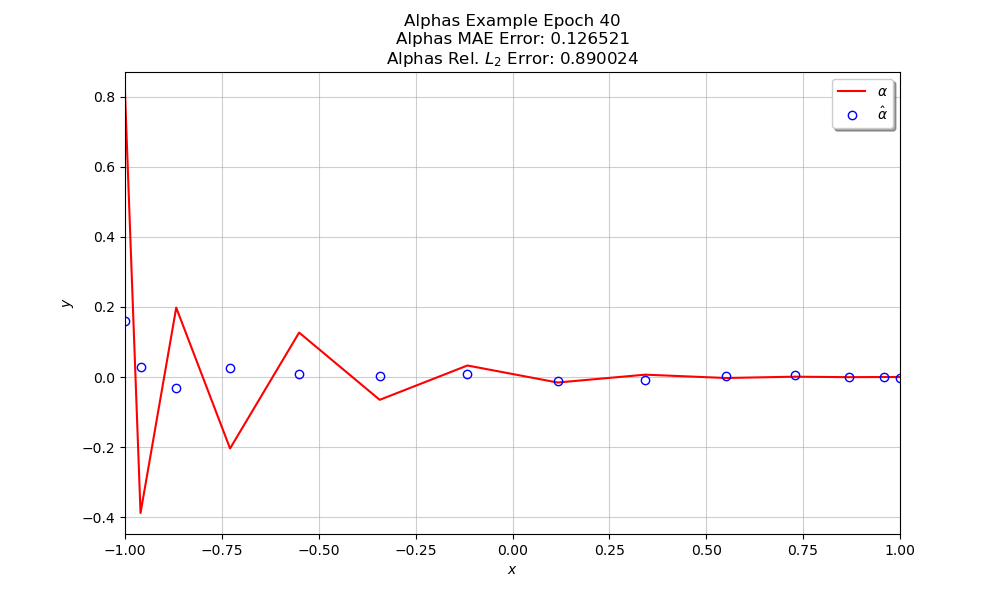 Alphas Example Epoch 40
Alphas MAE Error: 0.126521
Alphas Rel. $L_2$ Error: 0.890024
α
α̂
0.8
0.6
0.4
0.2
0.0
−0.2
−0.4
y
−1.00 −0.75 −0.50 −0.25 0.00 0.25 0.50 0.75 1.00
x